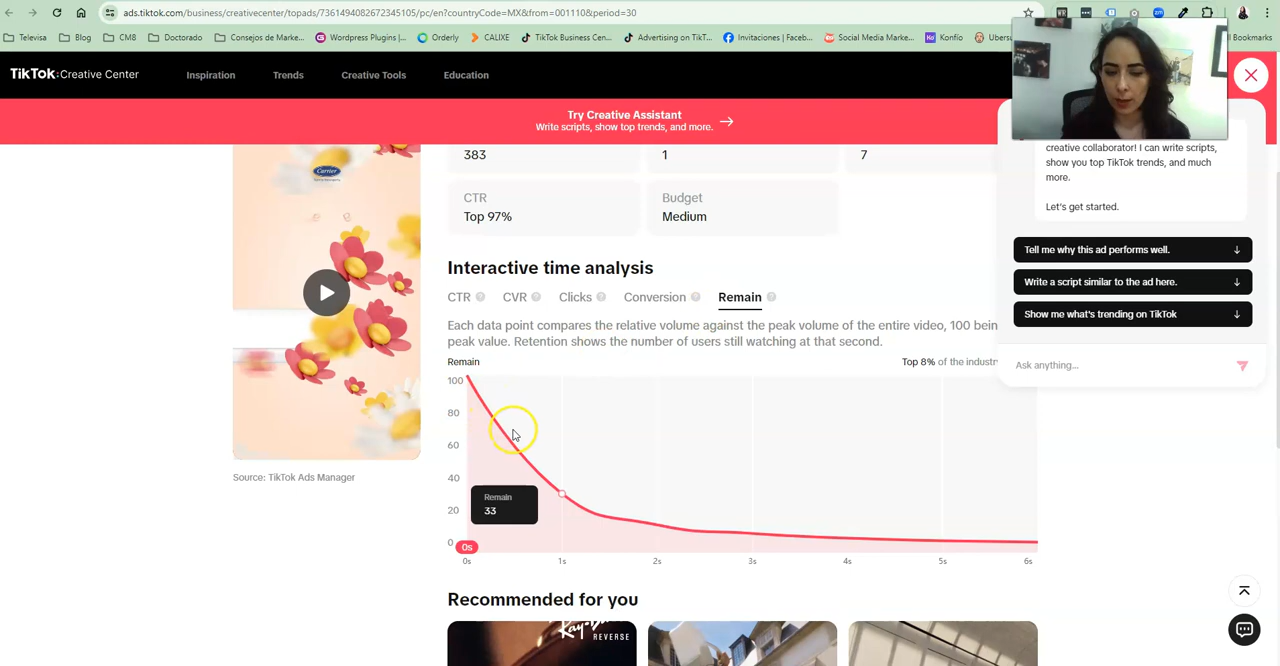 ads.tiktok.com/business/creativecenter/topads/7361494082672345105/pc/en?countryCode=MX&from=001110&period=30
Televisa
Blog
CM8
Doctorado
Consejos de Marke...
Wordpress Plugins |...
Orderly
CALIXE
TikTok Business Cen...
Advertising on TikT...
Invitaciones | Faceb...
Social Media Marke...
Konfío
Bookmarks
TikTok: Creative Center
Inspiration
Trends
Creative Tools
Education
Try Creative Assistant
Write scripts, show top trends, and more.
383
1
7
CTR
Top 97%
Budget
Medium
Carrier
Interactive time analysis
CTR
CVR
Clicks
Conversion
Remain
Each data point compares the relative volume against the peak volume of the entire video, 100 bein
peak value. Retention shows the number of users still watching at that second.
Remain
Top 8% of the industry
100
80
60
40
20
0
Remain
33
0s
0s
1s
2s
3s
4s
5s
6s
Source: TikTok Ads Manager
Recommended for you
Ray-Ban
REVERSE
creative collaborator! I can write scripts,
show you top TikTok trends, and much
more.
Let's get started.
Tell me why this ad performs well.
Write a script similar to the ad here.
Show me what's trending on TikTok
Ask anything...